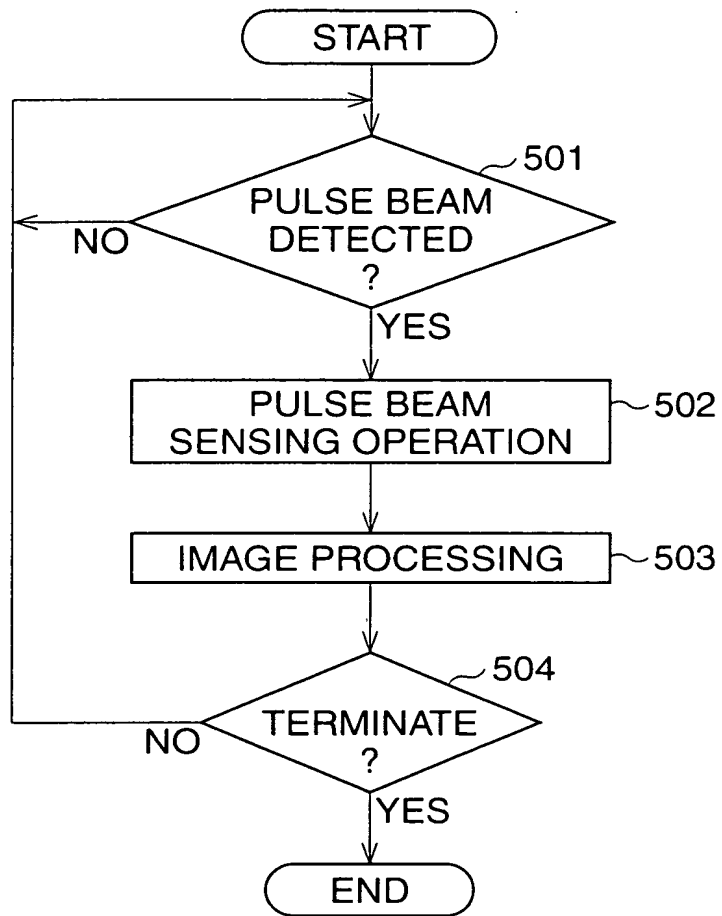 START
501
PULSE BEAM
DETECTED
?
NO
YES
PULSE BEAM
SENSING OPERATION
502
IMAGE PROCESSING
503
504
TERMINATE
?
NO
YES
END